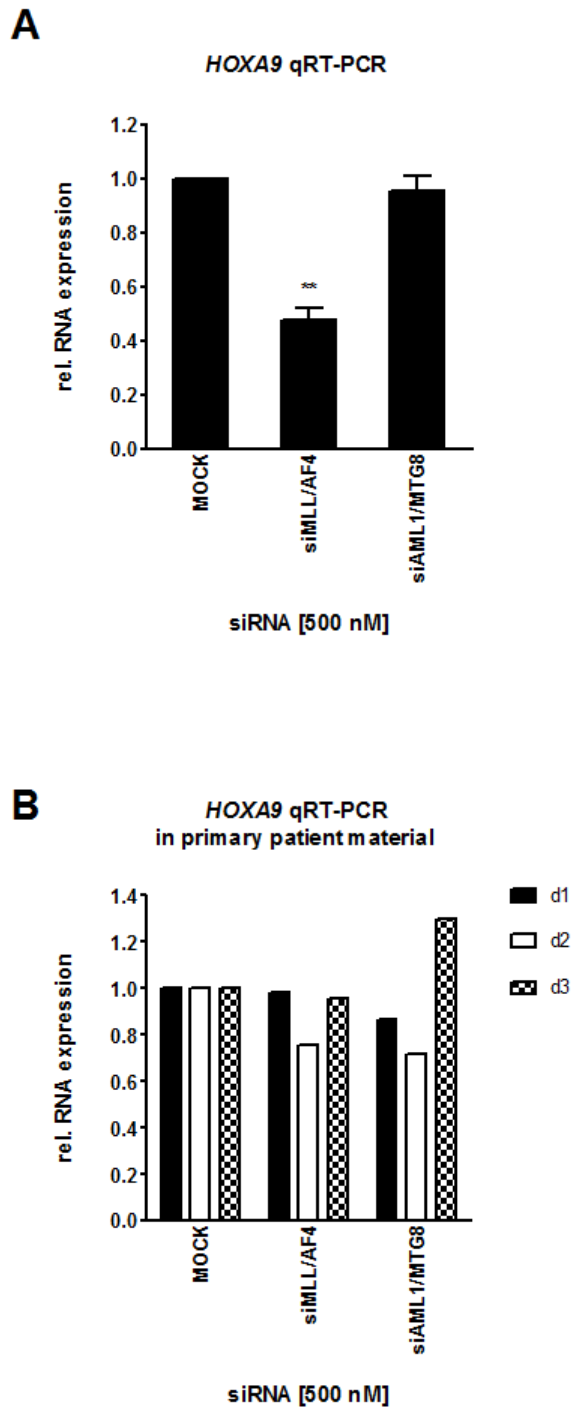 A
HOXA9 qRT-PCR
rel. RNA expression
1.2
1.0
0.8
0.6
0.4
0.2
0.0
**
MOCK
siMLL/AF4
siAML1/MTG8
siRNA [500 nM]
B
HOXA9 qRT-PCR
in primary patient material
rel. RNA expression
1.4
1.2
1.0
0.8
0.6
0.4
0.2
0.0
d1
d2
d3
MOCK
siMLL/AF4
siAML1/MTG8
siRNA [500 nM]